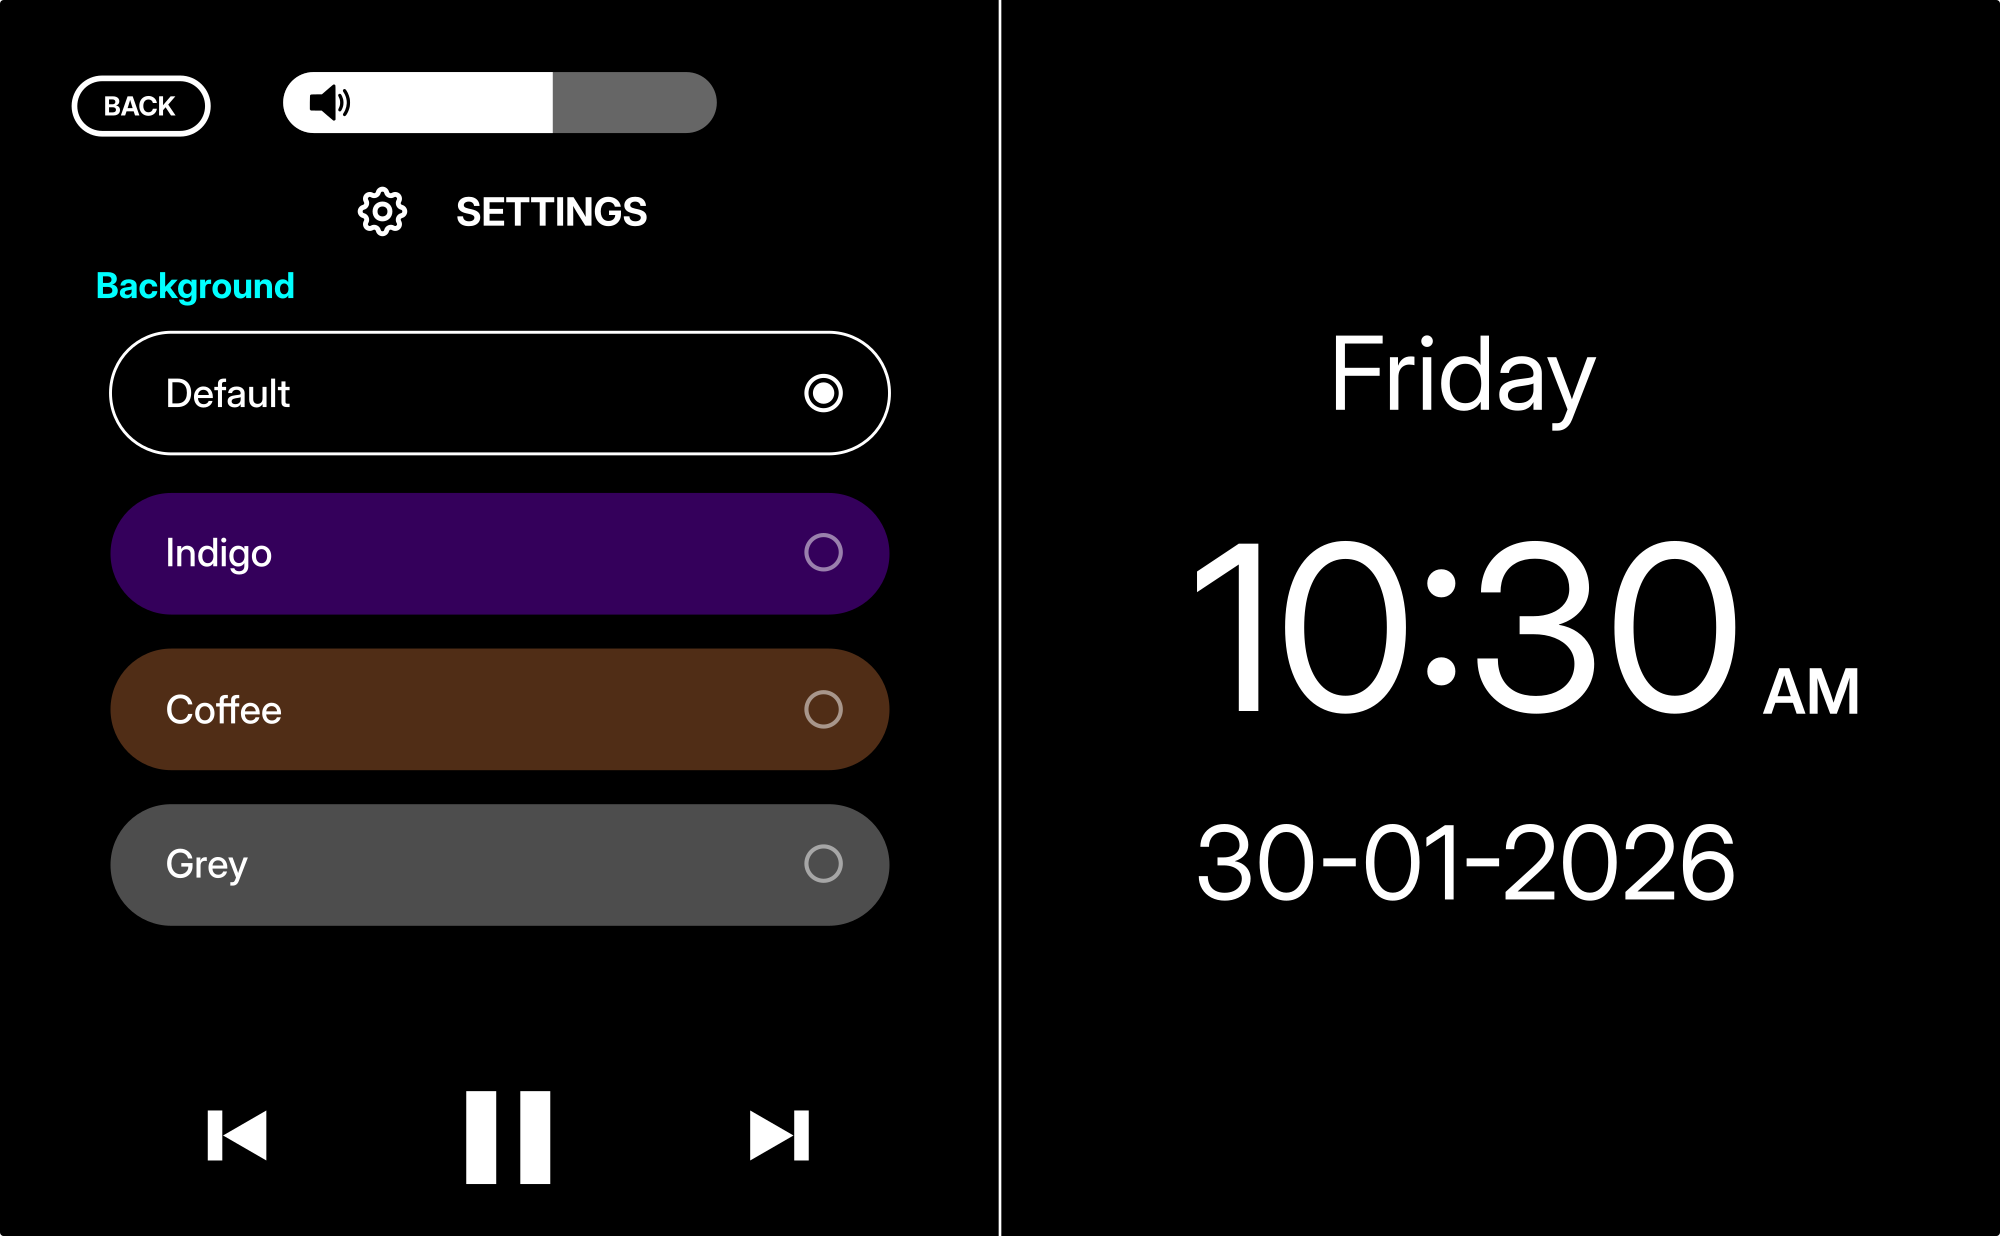 BACK
SETTINGS
Background
Default
Indigo
Coffee
Grey
Friday
10:30 AM
30-01-2026